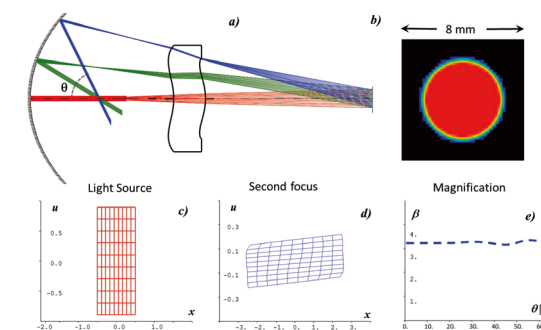 a)
b)
8 mm
θ
Light Source
Second focus
Magnification
u
c)
0.5
-0.5
x
-2.0
-1.0
0.0
1.0
u
d)
0.3
0.1
-0.1
-0.3
x
-3.
-2.
-1.
0.
1.
2.
3.
β
e)
4.
3.
2.
1.
θ|
0.
10.
20.
30.
40.
50.
60